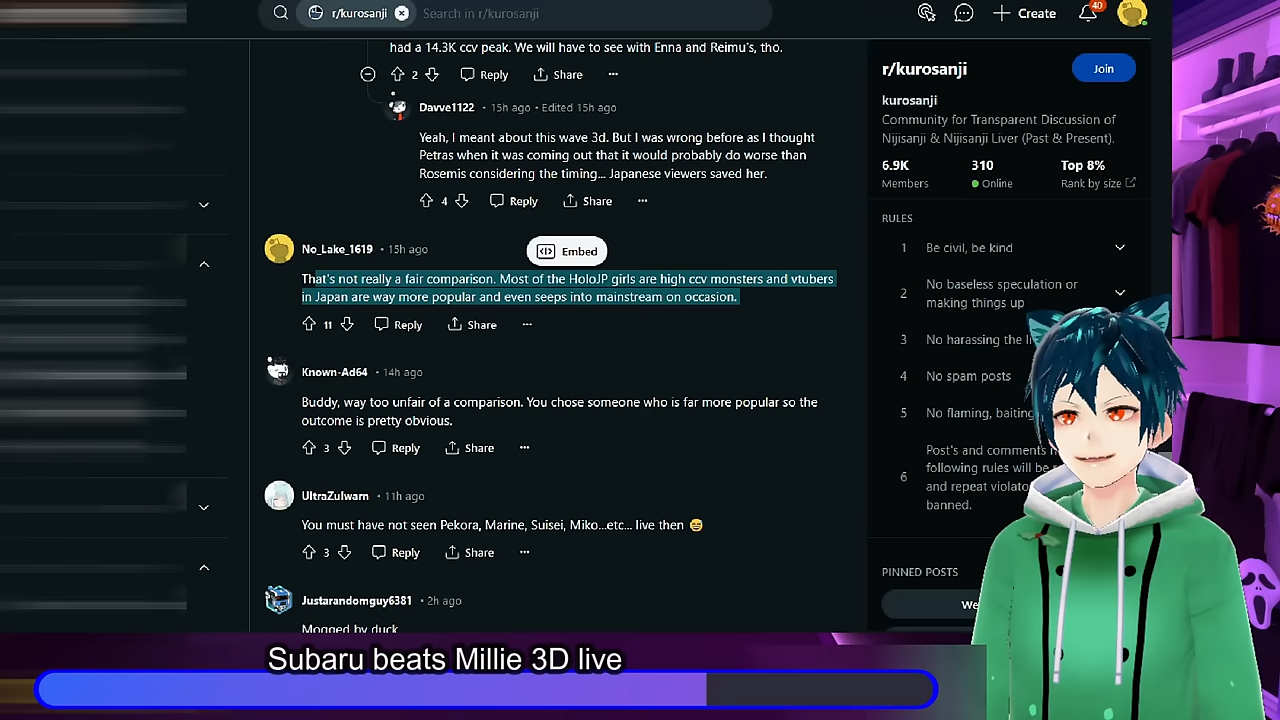 r/kurosanji
Search in r/kurosanji
Create
40
had a 14.3K ccv peak. We will have to see with Enna and Reimu's, tho.
2
Reply
Share
Davve1122 • 15h ago • Edited 15h ago
Yeah, I meant about this wave 3d. But I was wrong before as I thought
Petras when it was coming out that it would probably do worse than
Rosemis considering the timing... Japanese viewers saved her.
4
Reply
Share
No_Lake_1619 • 15h ago
Embed
That's not really a fair comparison. Most of the HoloJP girls are high ccv monsters and vtubers
in Japan are way more popular and even seeps into mainstream on occasion.
11
Reply
Share
Known-Ad64 • 14h ago
Buddy, way too unfair of a comparison. You chose someone who is far more popular so the
outcome is pretty obvious.
3
Reply
Share
UltraZulwarn • 11h ago
You must have not seen Pekora, Marine, Suisei, Miko...etc... live then 😅
3
Reply
Share
Justarandomguy6381 • 2h ago
Mogged by duck
r/kurosanji
Join
kurosanji
Community for Transparent Discussion of
Nijisanji & Nijisanji Liver (Past & Present).
6.9K
310
Top 8%
Members
Online
Rank by size
RULES
1 Be civil, be kind
2 No baseless speculation or
making things up
3 No harassing the
4 No spam posts
5 No flaming, baiting
6 Post's and comments
following rules will be
and repeat
banned.
PINNED POSTS
We
Subaru beats Millie 3D live